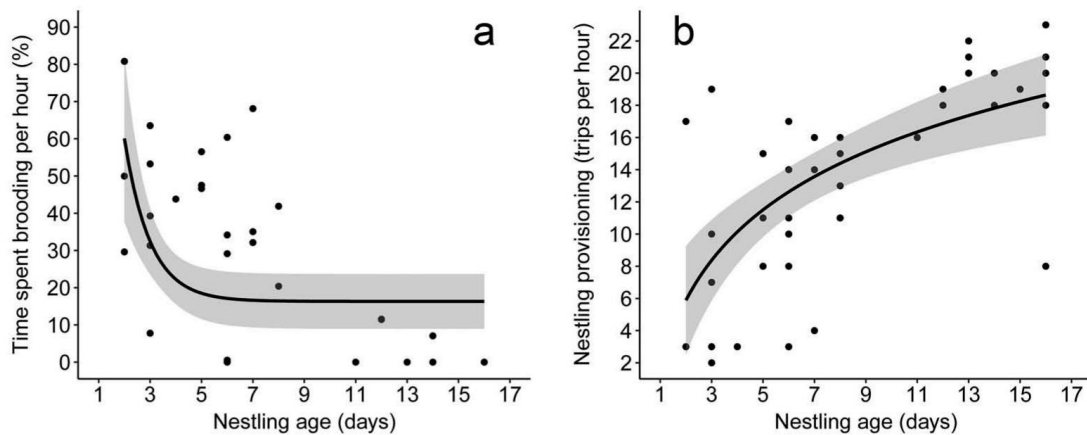 a
Time spent brooding per hour (%)
90
80
70
60
50
40
30
20
10
0
1 3 5 7 9 11 13 15 17
Nestling age (days)
b
Nestling provisioning (trips per hour)
22
20
18
16
14
12
10
8
6
4
2
1 3 5 7 9 11 13 15 17
Nestling age (days)